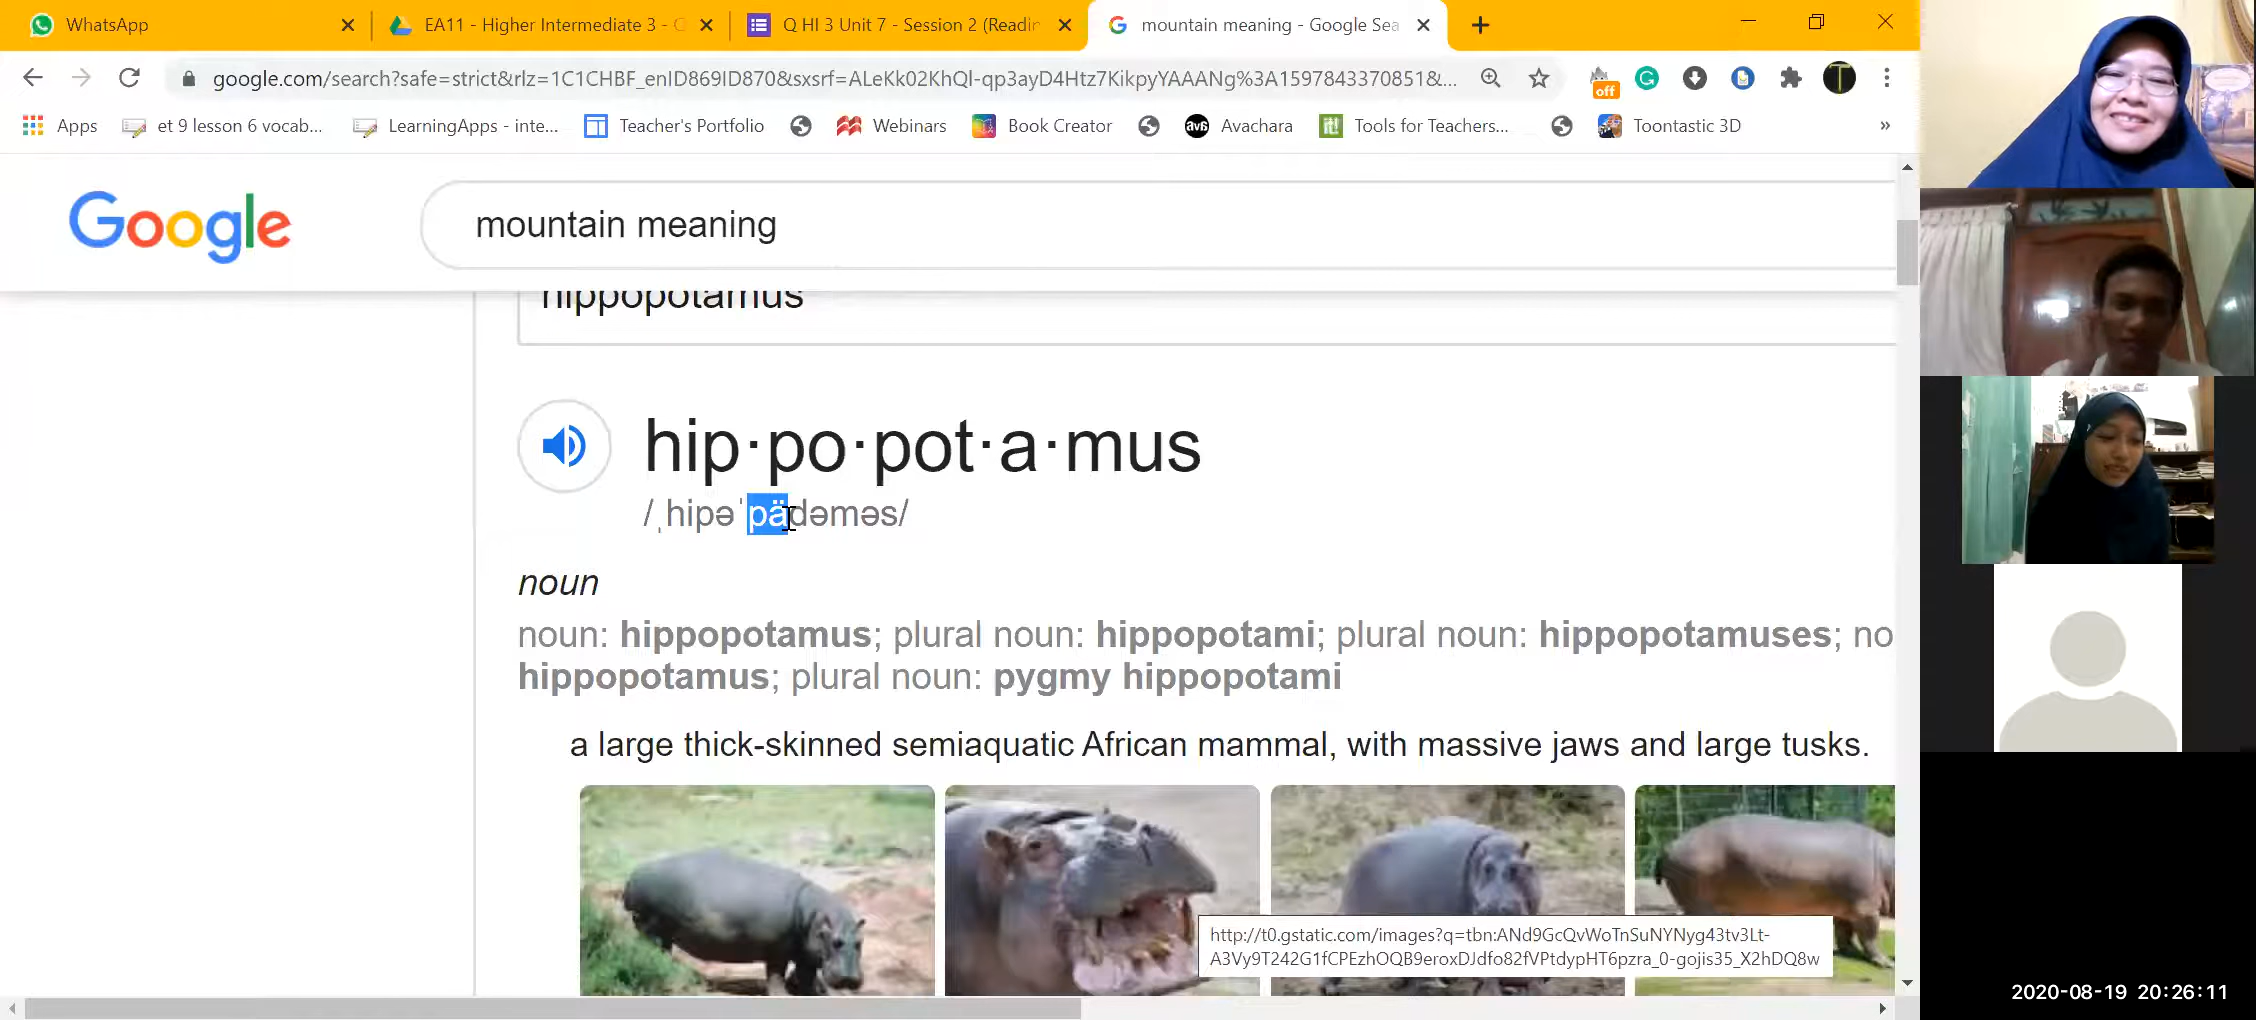 WhatsApp
EA11 - Higher Intermediate 3 - G
Q HI 3 Unit 7 - Session 2 (Readin
mountain meaning - Google Sea
google.com/search?safe=strict&rlz=1C1CHBF_enID869ID870&sxsrf=ALeKk02KhQl-qp3ayD4Htz7KikpyYAAANg%3A1597843370851&...
off
T
Apps
et 9 lesson 6 vocab...
LearningApps - inte...
Teacher's Portfolio
Webinars
Book Creator
Avachara
Tools for Teachers...
Toontastic 3D
»
Google
mountain meaning
hippopotamus
hip·po·pot·a·mus
/ˌhipəˈpädəməs/
noun
noun: hippopotamus; plural noun: hippopotami; plural noun: hippopotamuses; no
hippopotamus; plural noun: pygmy hippopotami
a large thick-skinned semiaquatic African mammal, with massive jaws and large tusks.
http://t0.gstatic.com/images?q=tbn:ANd9GcQvWoTnSuNYNyg43tv3Lt-
A3Vy9T242G1fCPEzhOQB9eroxDJdfo82fVPtdypHT6pzra_0-gojis35_X2hDQ8w
2020-08-19 20:26:11